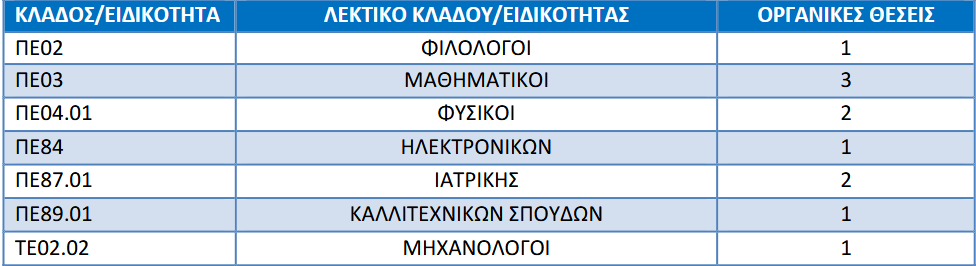 ΚΛΑΔΟΣ/ΕΙΔΙΚΟΤΗΤΑ ΛΕΚΤΙΚΟ ΚΛΑΔΟΥ/ΕΙΔΙΚΟΤΗΤΑΣ ΟΡΓΑΝΙΚΕΣ ΘΕΣΕΙΣ
ΠΕ02 ΦΙΛΟΛΟΓΟΙ 1
ΠΕ03 ΜΑΘΗΜΑΤΙΚΟΙ 3
ΠΕ04.01 ΦΥΣΙΚΟΙ 2
ΠΕ84 ΗΛΕΚΤΡΟΝΙΚΩΝ 1
ΠΕ87.01 ΙΑΤΡΙΚΗΣ 2
ΠΕ89.01 ΚΑΛΛΙΤΕΧΝΙΚΩΝ ΣΠΟΥΔΩΝ 1
ΤΕ02.02 ΜΗΧΑΝΟΛΟΓΟΙ 1